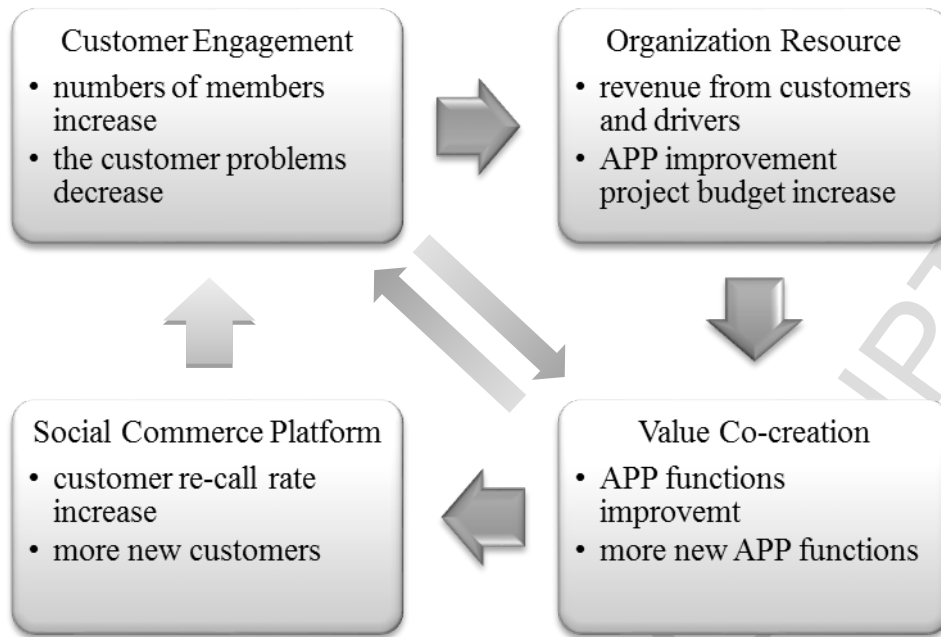 Customer Engagement
• numbers of members
increase
• the customer problems
decrease
Organization Resource
• revenue from customers
and drivers
• APP improvement
project budget increase
Social Commerce Platform
• customer re-call rate
increase
• more new customers
Value Co-creation
• APP functions
improvemt
• more new APP functions